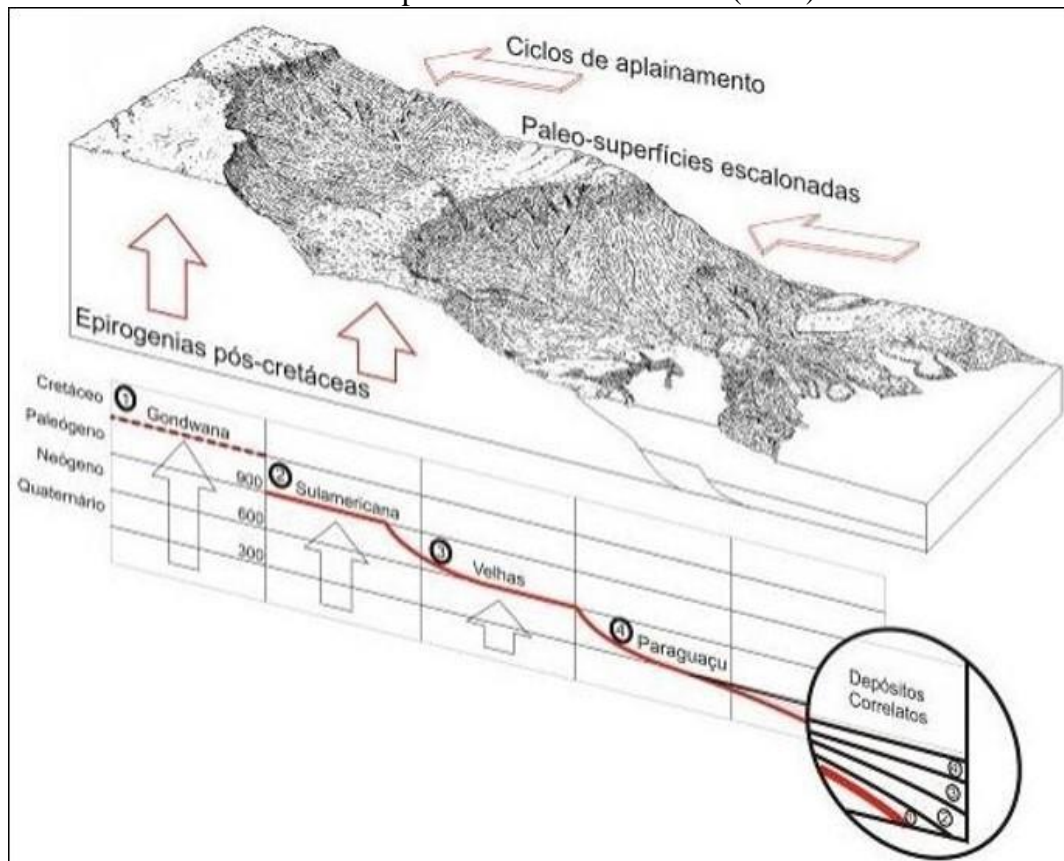 Ciclos de aplainamento
Paleo-superfícies escalonadas
Epirogenias pós-cretáceas
Cretáceo
Paleógeno
Neógeno
Quaternário
1 Gondwana
900
600
300
2 Sulamericana
3 Velhas
4 Paraguaçu
Depósitos
Correlatos
4
3
2
1